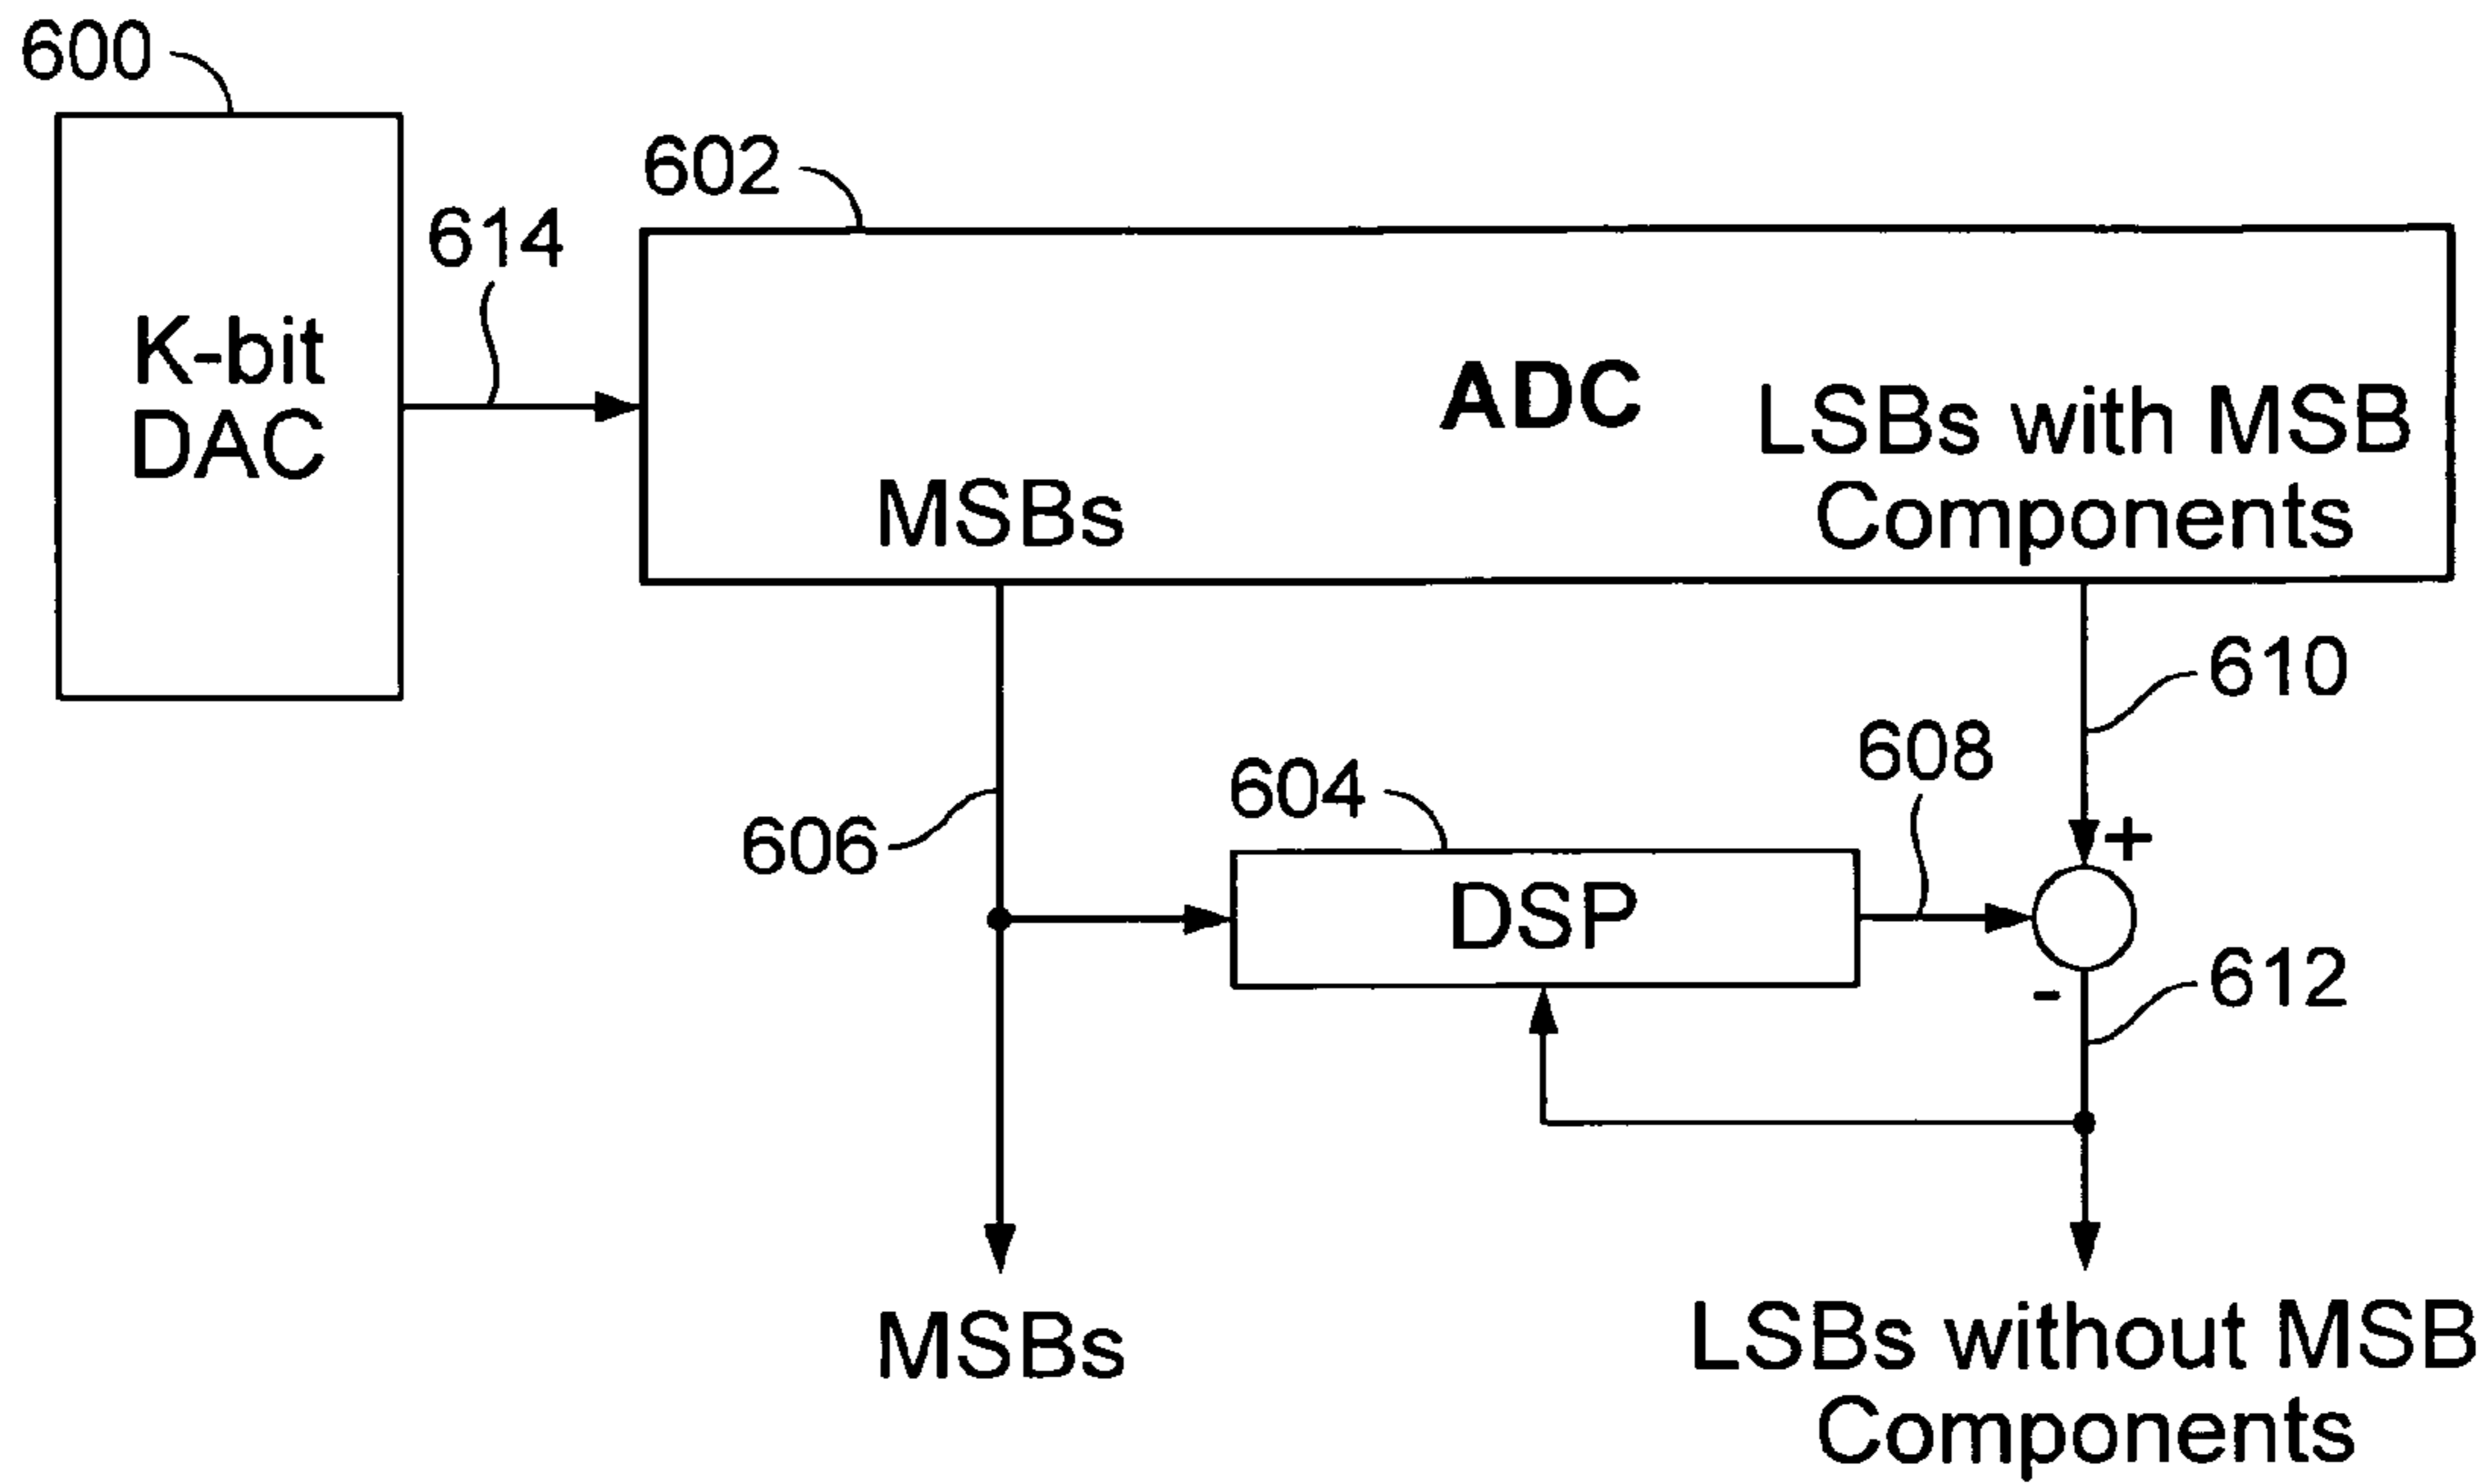 600
602
614
K-bit
DAC
ADC
LSBs with MSB
Components
MSBs
610
608
604
606
+
DSP
-
612
MSBs
LSBs without MSB
Components